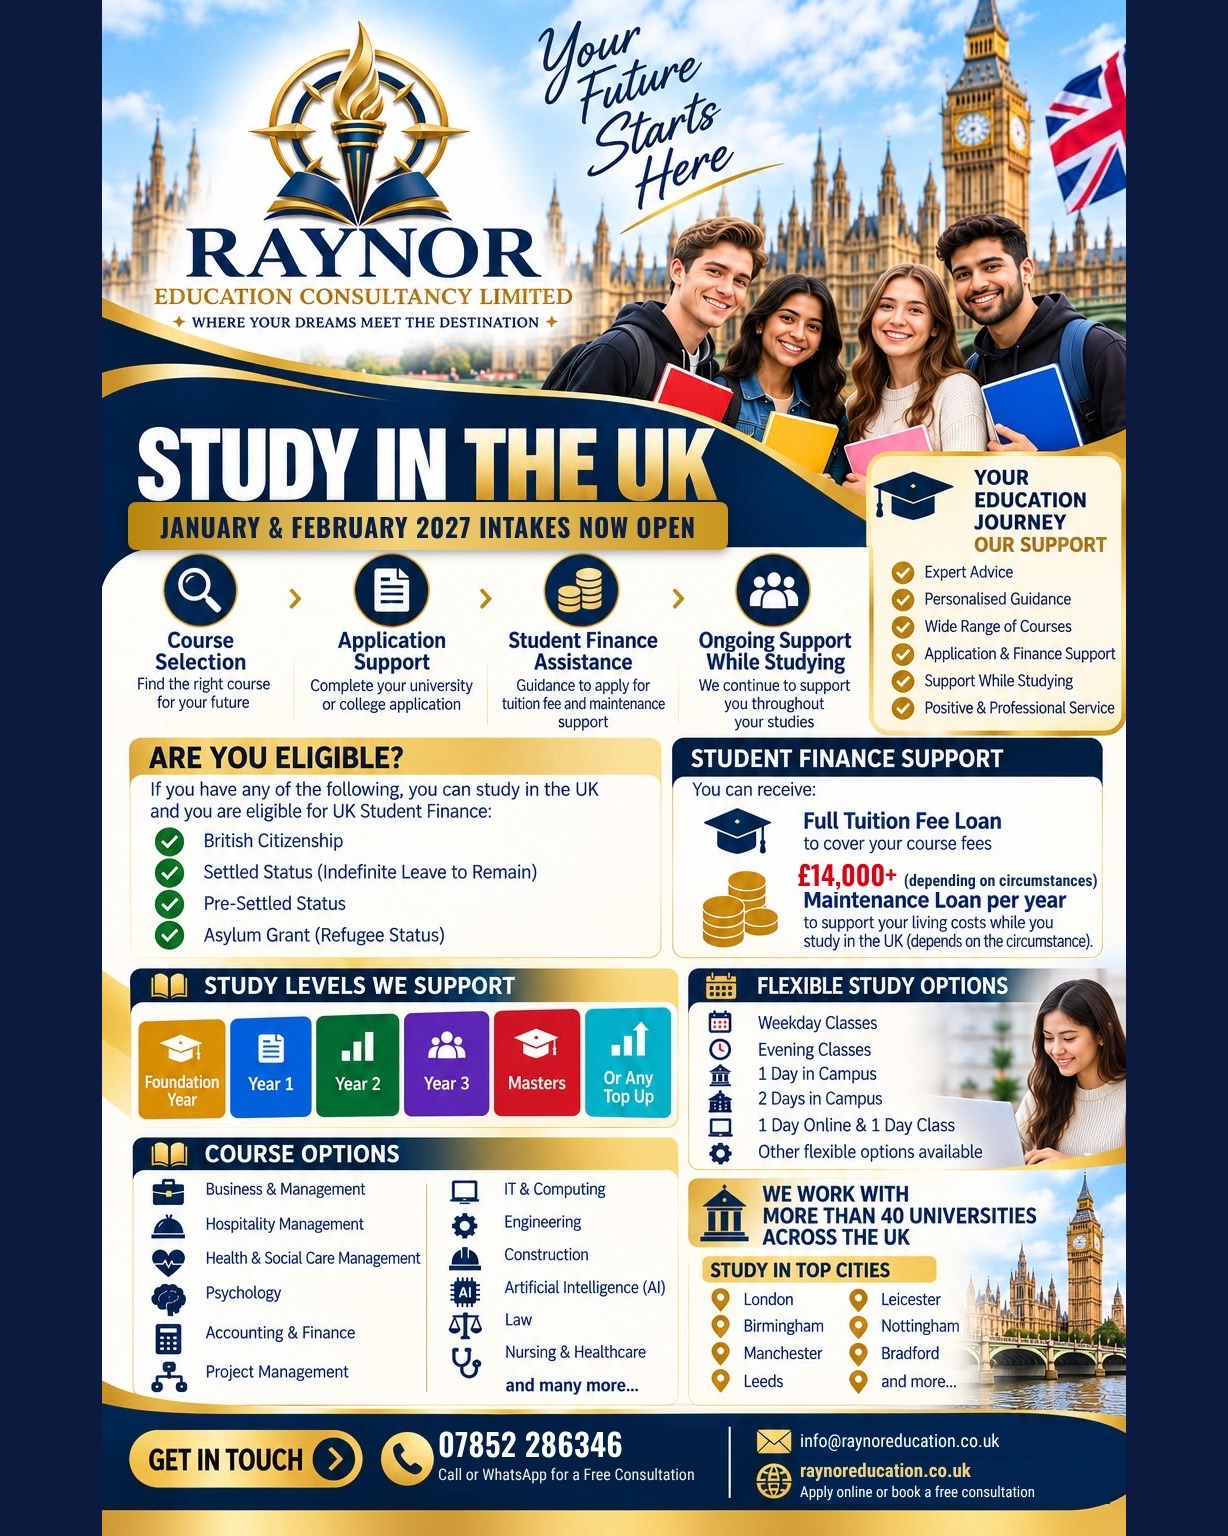 Your
Future
Starts
Here
RAYNOR
EDUCATION CONSULTANCY LIMITED
WHERE YOUR DREAMS MEET THE DESTINATION
STUDY IN THE UK
JANUARY & FEBRUARY 2027 INTAKES NOW OPEN
YOUR
EDUCATION
JOURNEY
OUR SUPPORT
Expert Advice
Personalised Guidance
Wide Range of Courses
Application & Finance Support
Support While Studying
Positive & Professional Service
Course
Selection
Find the right course
for your future
Application
Support
Complete your university
or college application
Student Finance
Assistance
Guidance to apply for
tuition fee and maintenance
support
Ongoing Support
While Studying
We continue to support
you throughout
your studies
ARE YOU ELIGIBLE?
If you have any of the following, you can study in the UK
and you are eligible for UK Student Finance:
British Citizenship
Settled Status (Indefinite Leave to Remain)
Pre-Settled Status
Asylum Grant (Refugee Status)
STUDENT FINANCE SUPPORT
You can receive:
Full Tuition Fee Loan
to cover your course fees
£14,000+ (depending on circumstances)
Maintenance Loan per year
to support your living costs while you
study in the UK (depends on the circumstance).
STUDY LEVELS WE SUPPORT
Foundation
Year
Year 1
Year 2
Year 3
Masters
Or Any
Top Up
FLEXIBLE STUDY OPTIONS
Weekday Classes
Evening Classes
1 Day in Campus
2 Days in Campus
1 Day Online & 1 Day Class
Other flexible options available
COURSE OPTIONS
Business & Management
Hospitality Management
Health & Social Care Management
Psychology
Accounting & Finance
Project Management
IT & Computing
Engineering
Construction
AI
Artificial Intelligence (AI)
Law
Nursing & Healthcare
and many more...
WE WORK WITH
MORE THAN 40 UNIVERSITIES
ACROSS THE UK
STUDY IN TOP CITIES
London
Birmingham
Manchester
Leeds
Leicester
Nottingham
Bradford
and more...
GET IN TOUCH
07852 286346
Call or WhatsApp for a Free Consultation
info@raynoreducation.co.uk
raynoreducation.co.uk
Apply online or book a free consultation